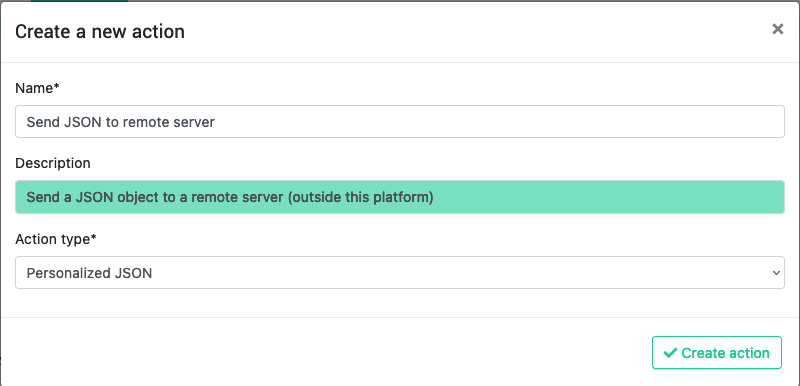 Create a new action
×
Name*
Send JSON to remote server
Description
Send a JSON object to a remote server (outside this platform)
Action type*
Personalized JSON
Create action